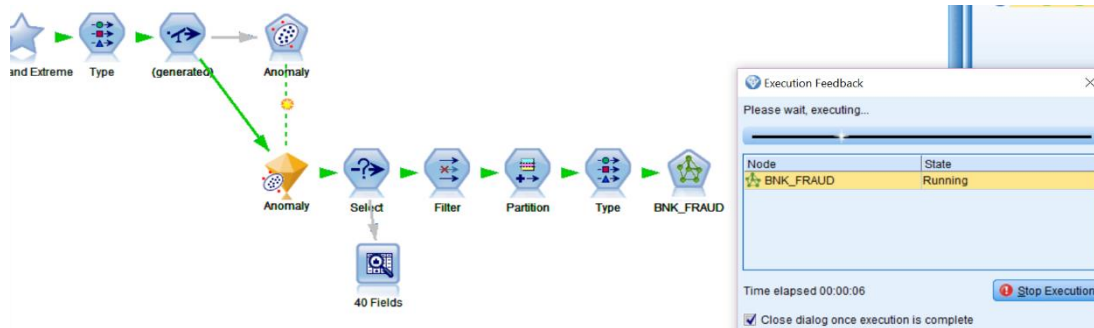 and Extreme
Type
(generated)
Anomaly
Anomaly
Select
Filter
Partition
Type
BNK_FRAUD
40 Fields
Execution Feedback
Please wait, executing...
Node State
BNK_FRAUD Running
Time elapsed 00:00:06
Stop Execution
Close dialog once execution is complete